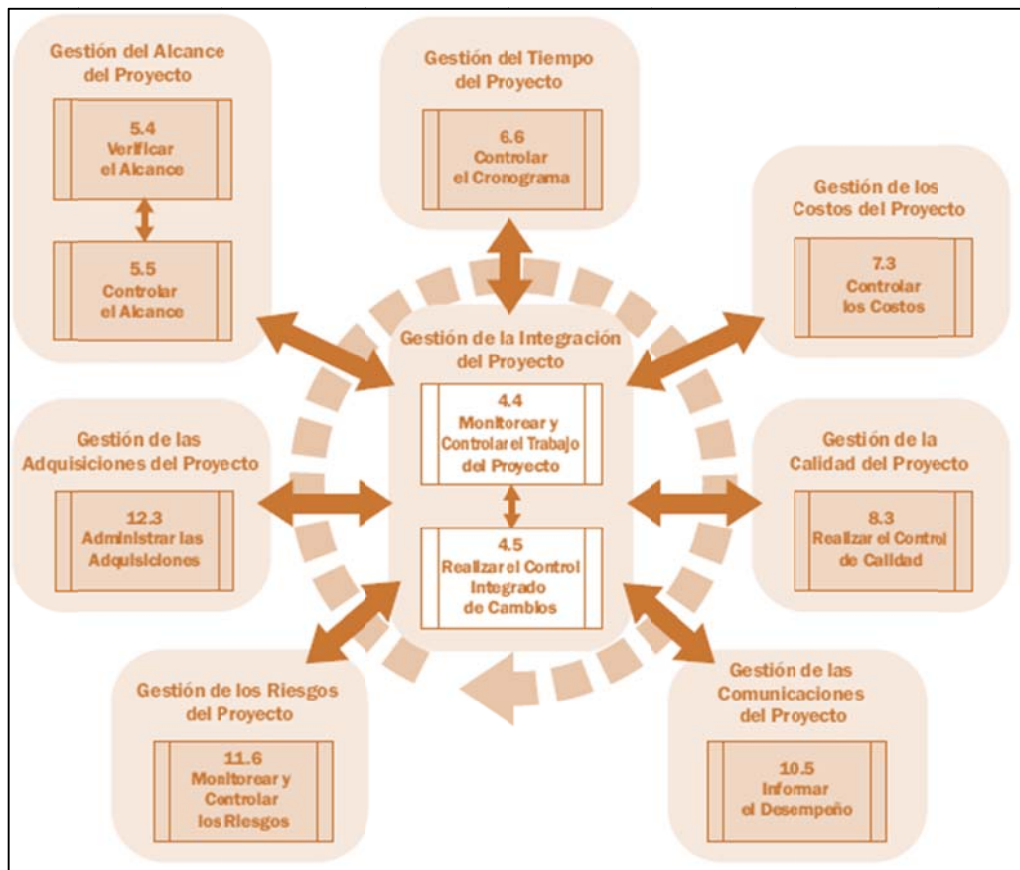 Gestión del Alcance
del Proyecto
5.4
Verificar
el Alcance
5.5
Controlar
el Alcance
Gestión del Tiempo
del Proyecto
6.6
Controlar
el Cronograma
Gestión de los
Costos del Proyecto
7.3
Controlar
los Costos
Gestión de la Integración
del Proyecto
4.4
Monitorear y
Controlar el Trabajo
del Proyecto
4.5
Realizar el Control
Integrado
de Cambios
Gestión de las
Adquisiciones del Proyecto
12.3
Administrar las
Adquisiciones
Gestión de la
Calidad del Proyecto
8.3
Realizar el Control
de Calidad
Gestión de los Riesgos
del Proyecto
11.6
Monitorear y
Controlar
los Riesgos
Gestión de las
Comunicaciones
del Proyecto
10.5
Informar
el Desempeño